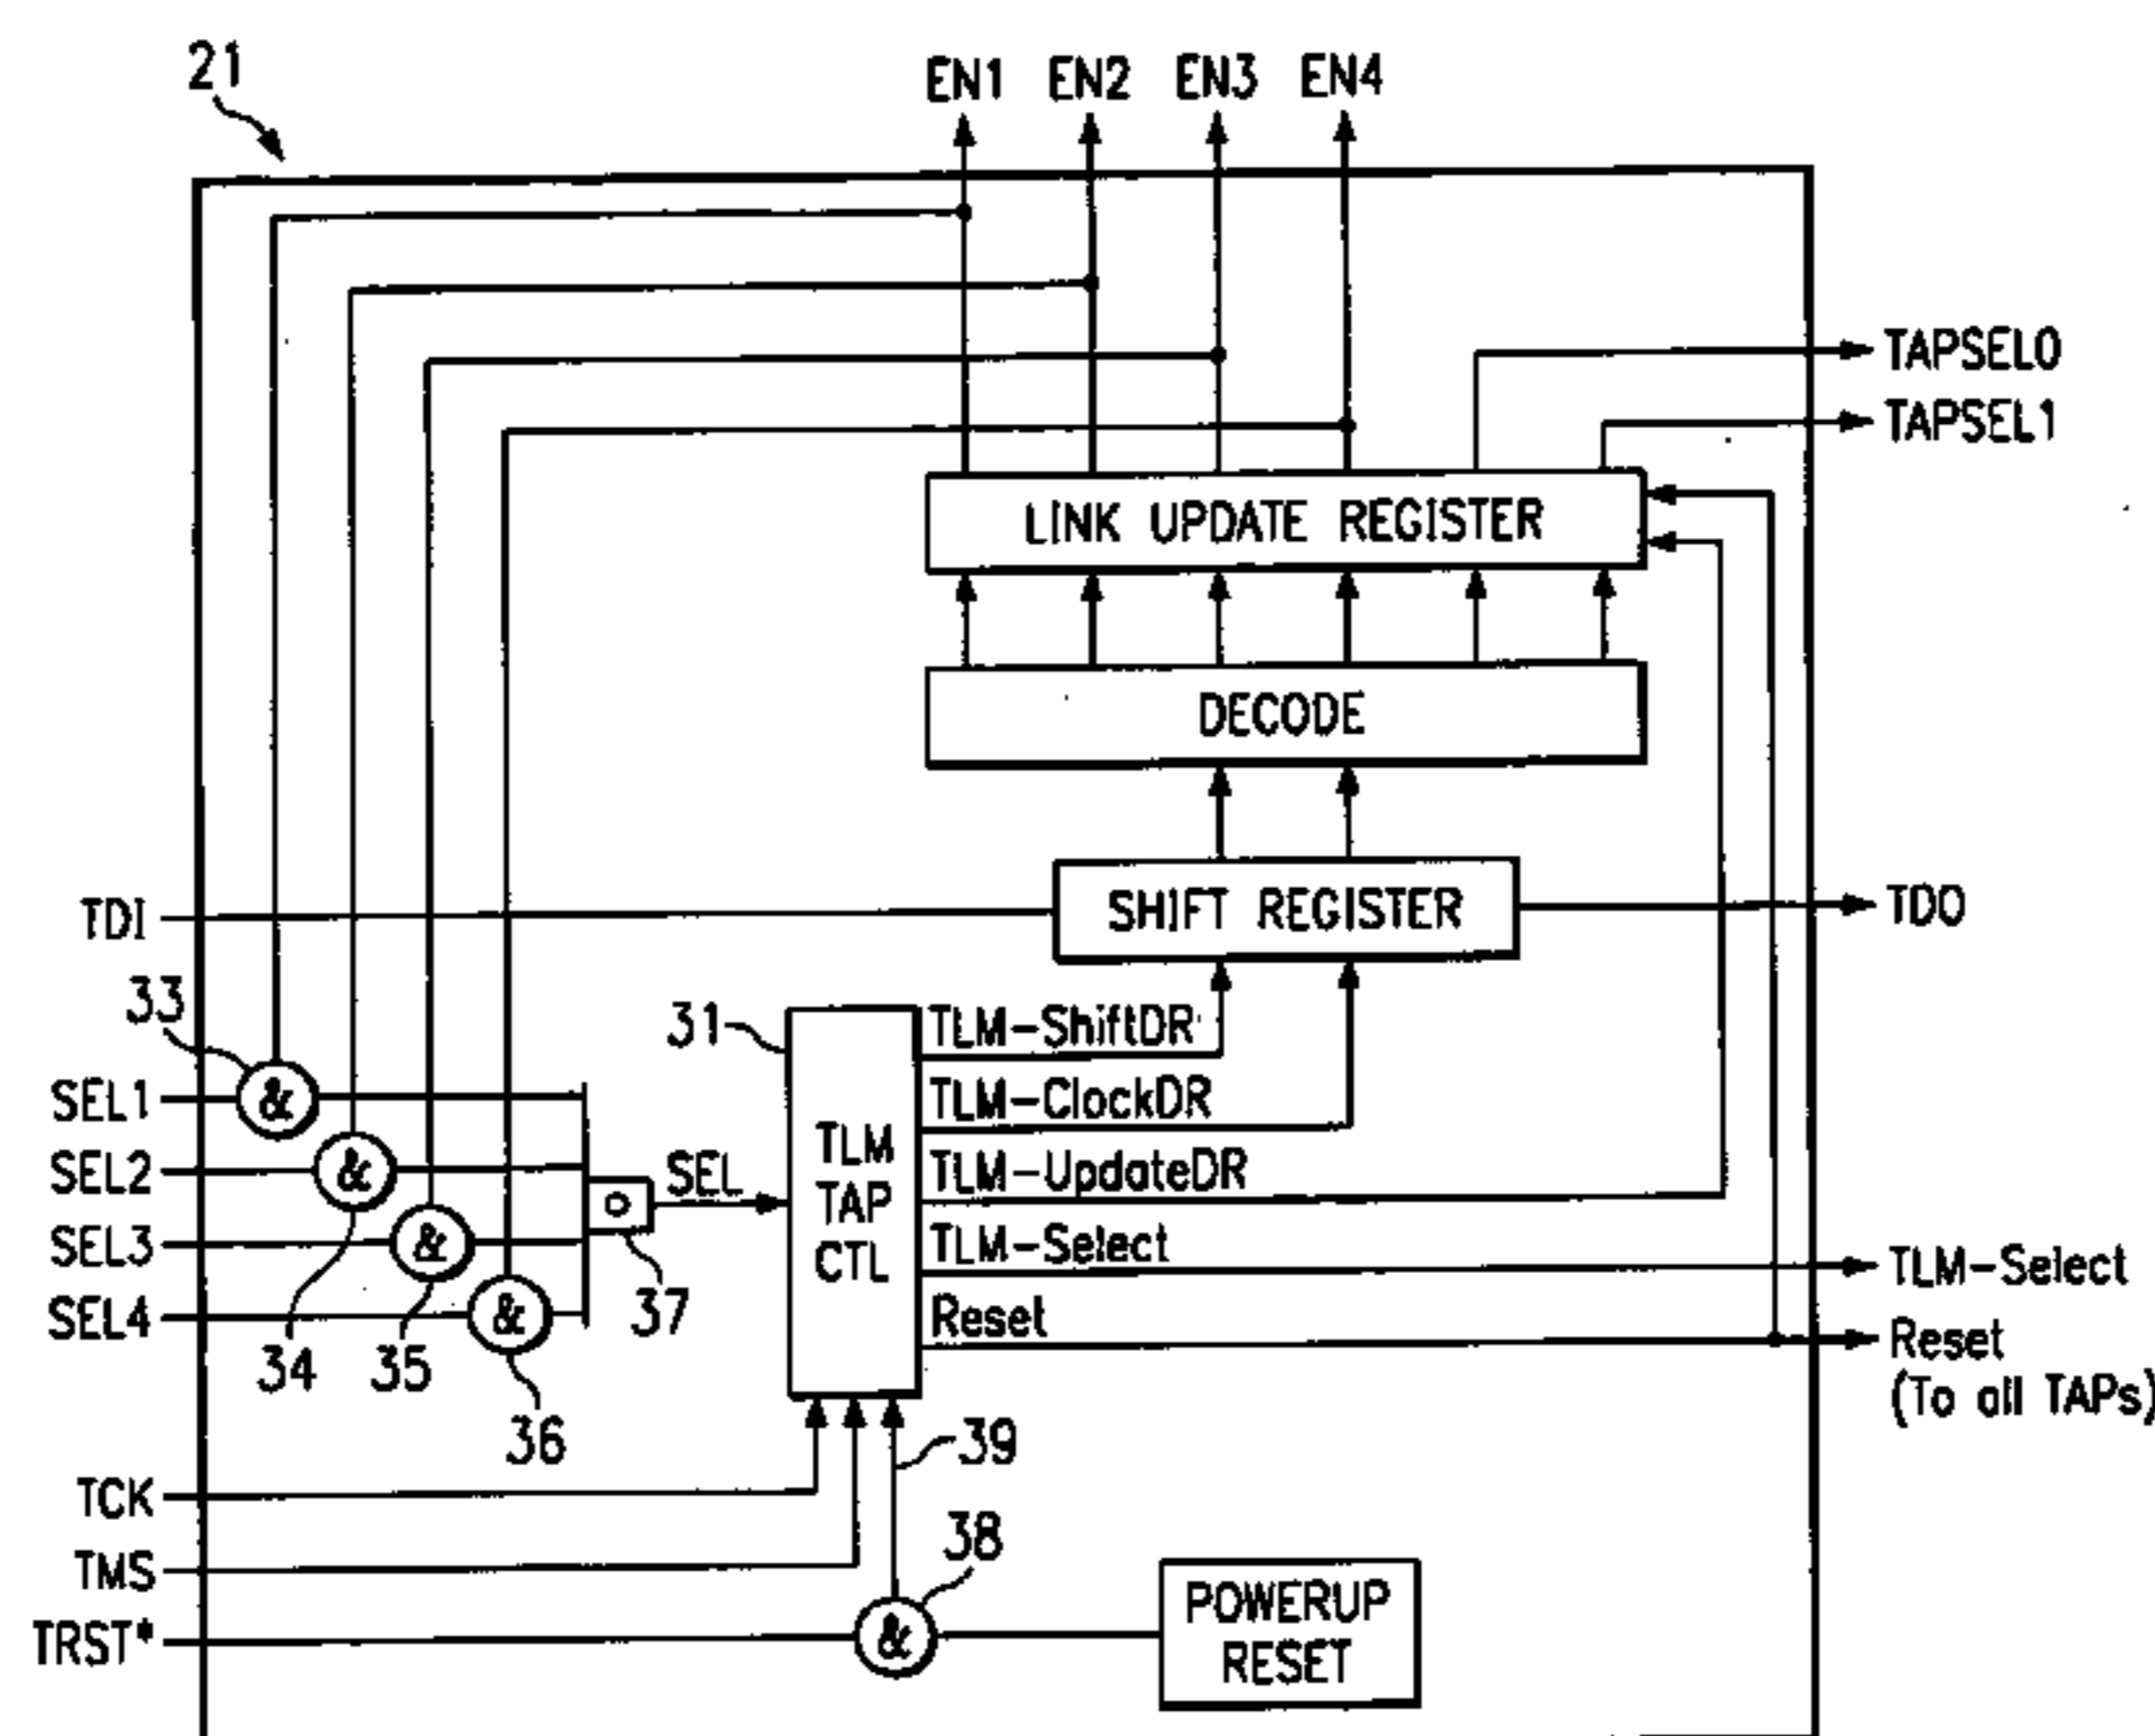 21
EN1 EN2 EN3 EN4
TAPSEL0
TAPSEL1
LINK UPDATE REGISTER
DECODE
TDI
SHIFT REGISTER
TDO
33
31
TLM-ShiftDR
SEL1
&
TLM-ClockDR
TLM
TAP
CTL
SEL2
&
SEL
TLM-UpdateDR
SEL3
&
TLM-Select
TLM-Select
SEL4
&
37
Reset
Reset
(To all TAPs)
34
35
36
39
TCK
38
TMS
POWERUP
RESET
TRST*
&